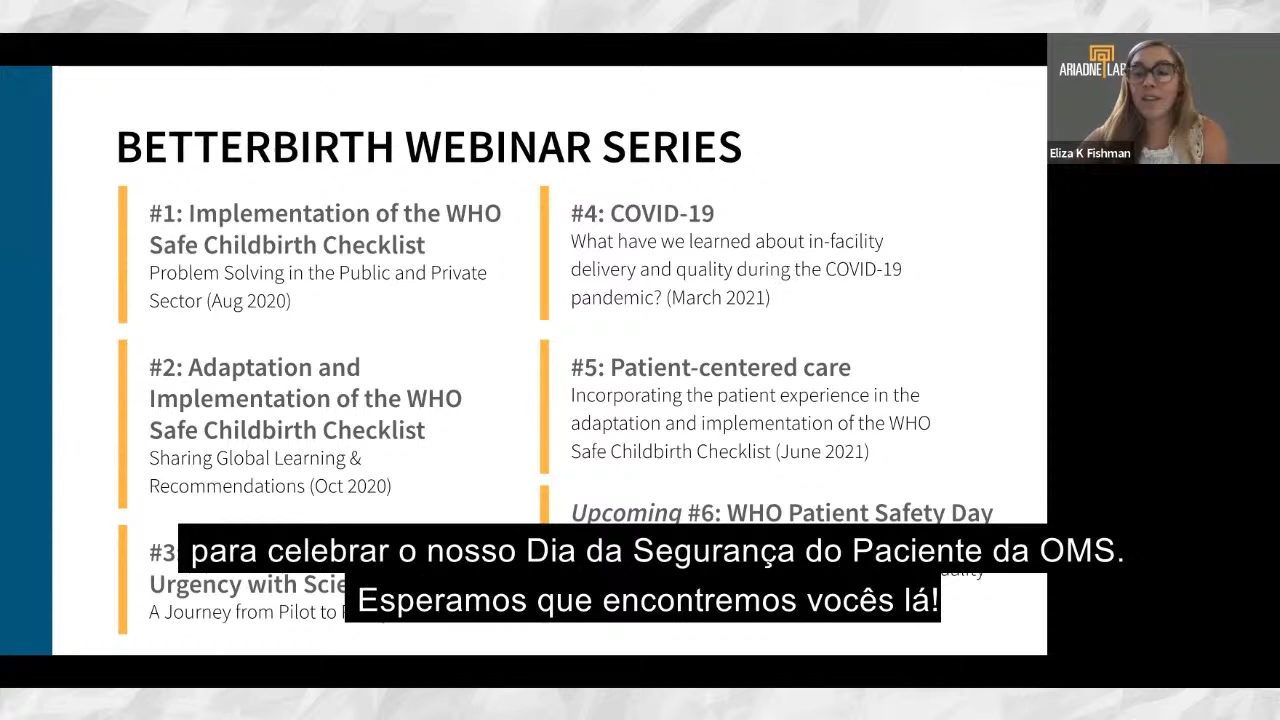 BETTERBIRTH WEBINAR SERIES
#1: Implementation of the WHO
Safe Childbirth Checklist
Problem Solving in the Public and Private
Sector (Aug 2020)
#2: Adaptation and
Implementation of the WHO
Safe Childbirth Checklist
Sharing Global Learning &
Recommendations (Oct 2020)
#3
Urgency with
A Journey from Pilot to
#4: COVID-19
What have we learned about in-facility
delivery and quality during the COVID-19
pandemic? (March 2021)
#5: Patient-centered care
Incorporating the patient experience in the
adaptation and implementation of the WHO
Safe Childbirth Checklist (June 2021)
Upcoming #6: WHO Patient Safety Day
para celebrar o nosso Dia da Segurança do Paciente da OMS.
Esperamos que encontremos vocês lá!
ARIADNE LAB
Eliza K Fishman